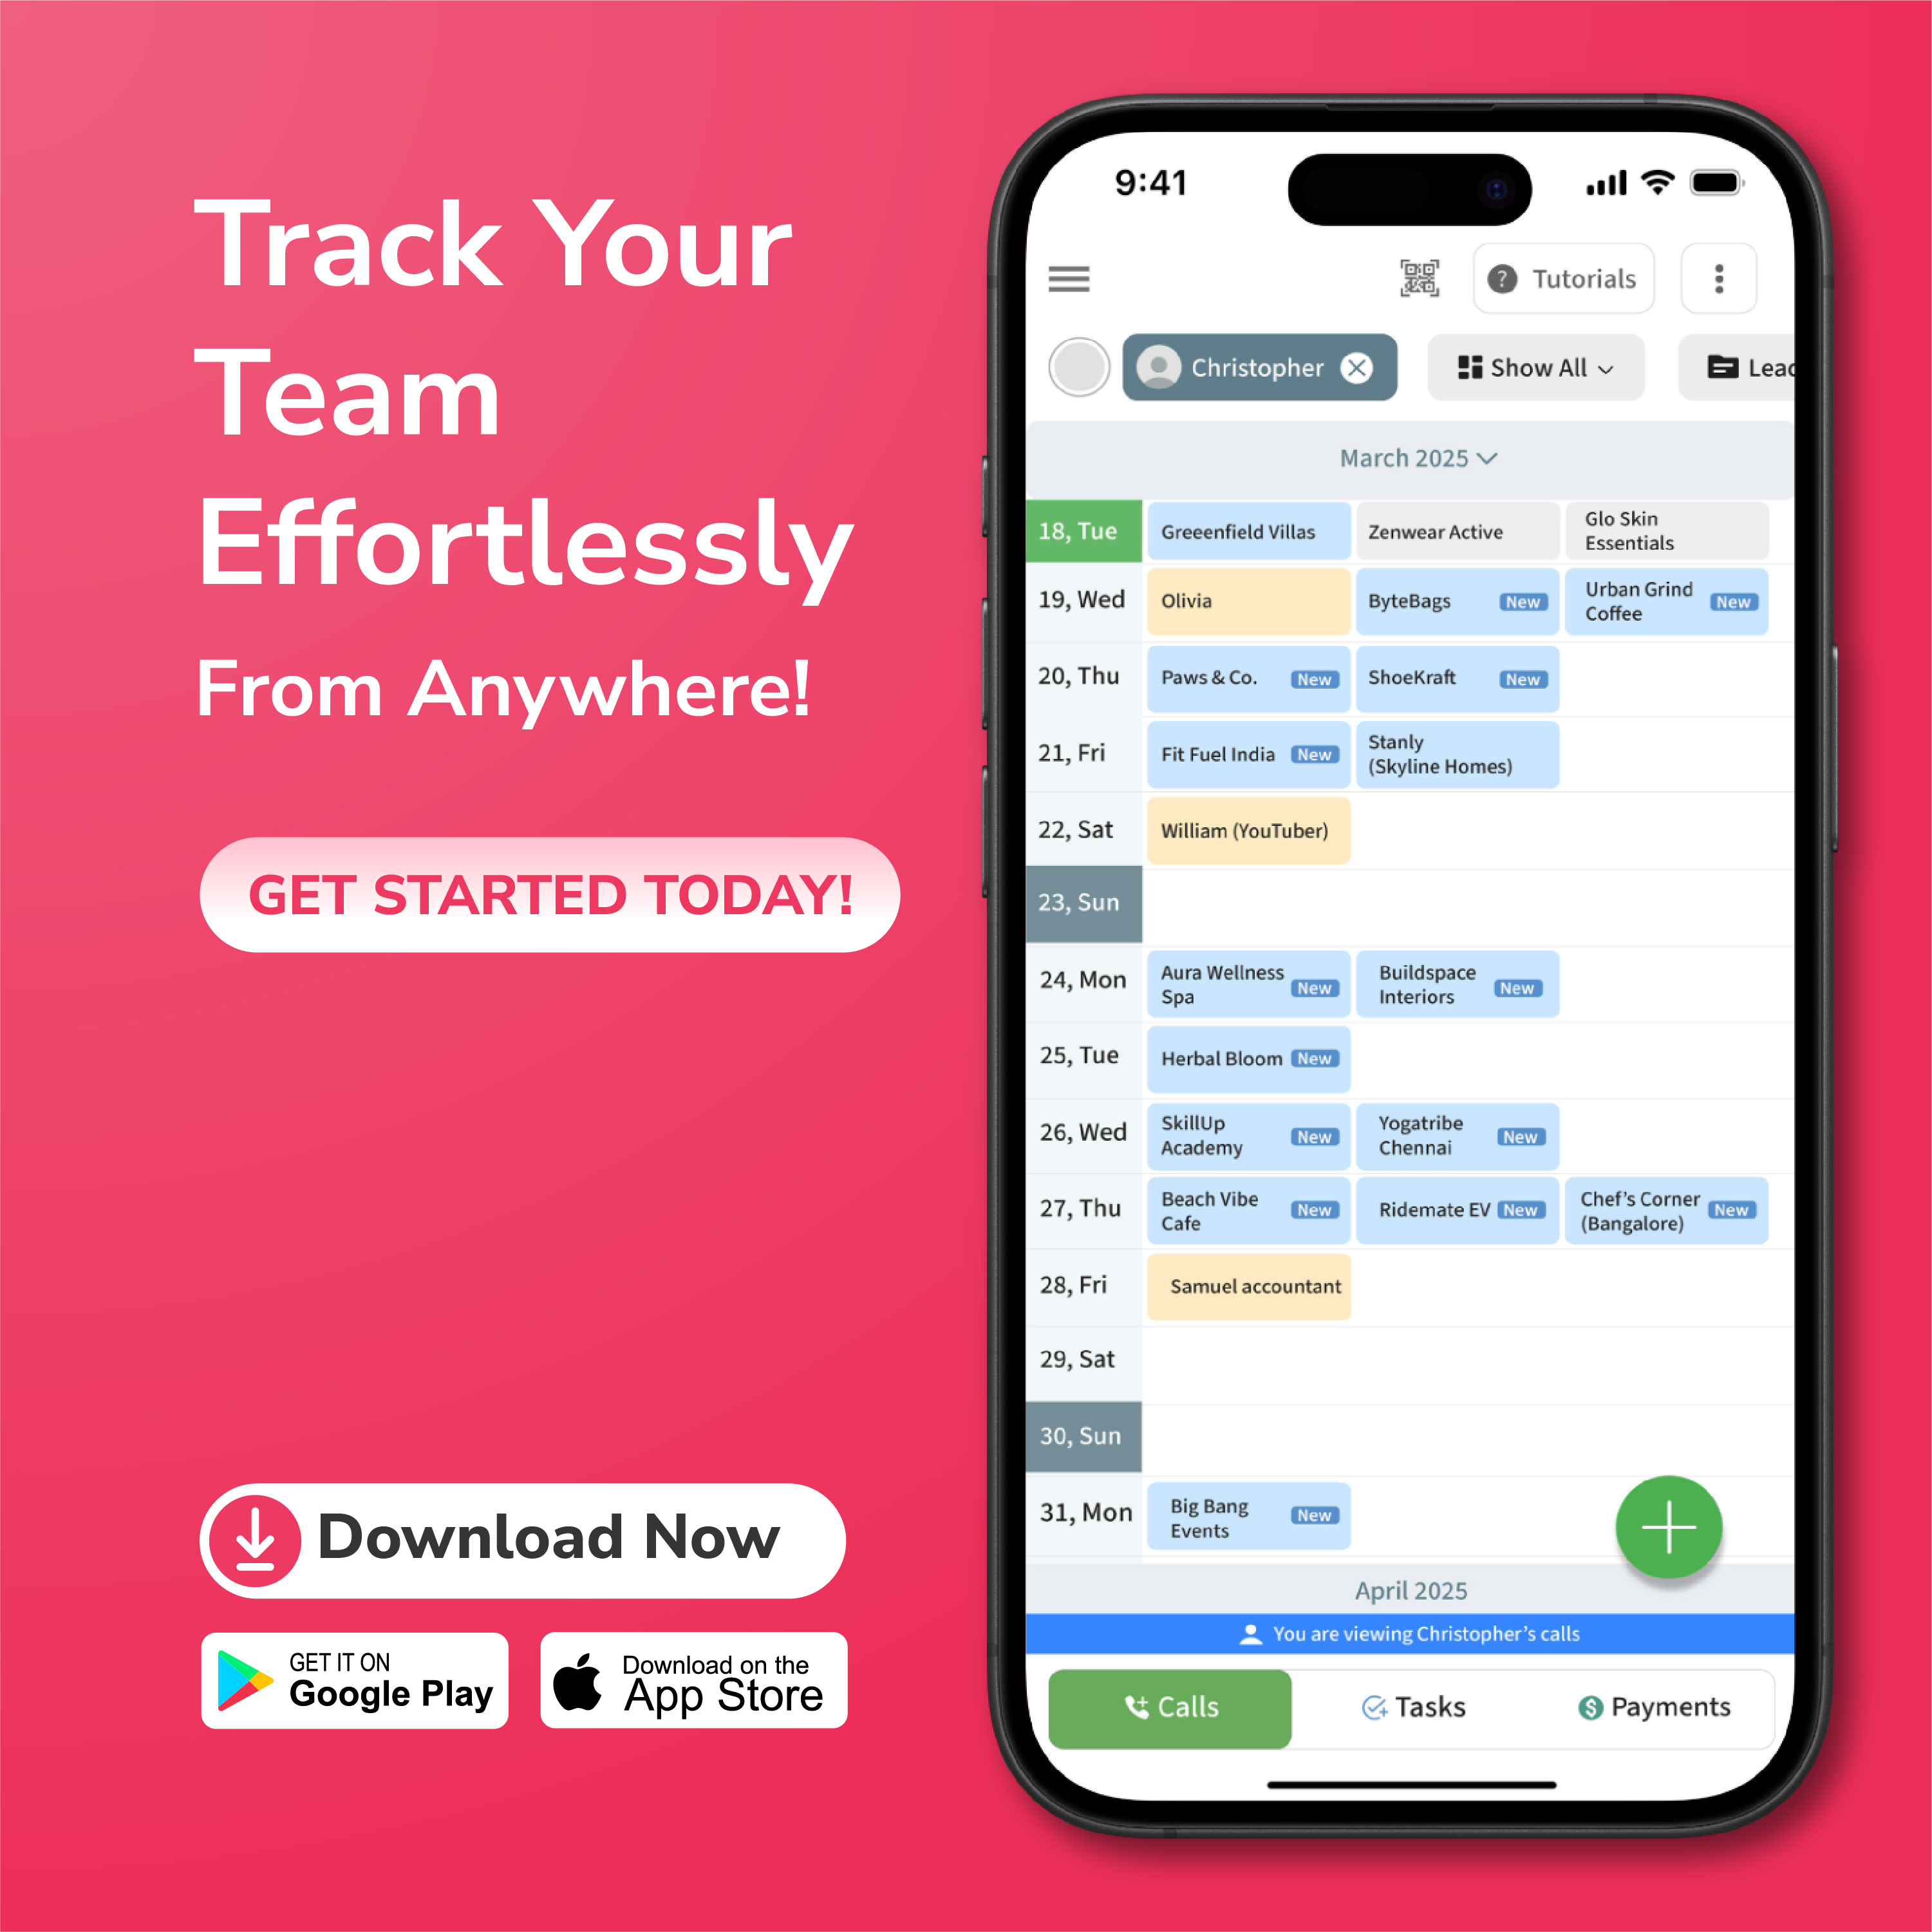 Track Your
Team
Effortlessly
From Anywhere!
GET STARTED TODAY!
Download Now
GET IT ON
Google Play
Download on the
App Store
9:41
? Tutorials
Christopher
Show All
Leac
March 2025
18, Tue
Greeenfield Villas
Zenwear Active
Glo Skin
Essentials
19, Wed
Olivia
ByteBags New
Urban Grind
Coffee
New
20, Thu
Paws & Co. New
ShoeKraft New
21, Fri
Fit Fuel India New
Stanly
(Skyline Homes)
22, Sat
William (YouTuber)
23, Sun
24, Mon
Aura Wellness
Spa
New
Buildspace
Interiors
New
25, Tue
Herbal Bloom New
26, Wed
SkillUp
Academy
New
Yogatribe
Chennai
New
27, Thu
Beach Vibe
Cafe
New
Ridemate EV New
Chef's Corner
(Bangalore)
New
28, Fri
Samuel accountant
29, Sat
30, Sun
31, Mon
Big Bang
Events
New
April 2025
You are viewing Christopher's calls
Calls
Tasks
$ Payments